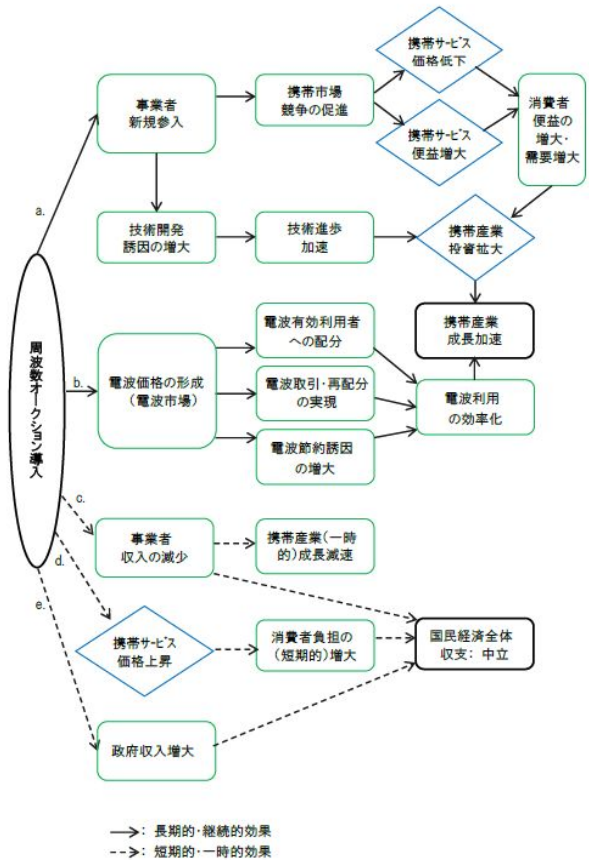 携帯サービス
価格低下
事業者
新規参入
携帯市場
競争の促進
消費者
便益の
増大・
需要増大
携帯サービス
便益増大
a.
技術開発
誘因の増大
技術進歩
加速
携帯産業
投資拡大
周波数オークション導入
電波有効利用者
への配分
携帯産業
成長加速
b.
電波価格の形成
（電波市場）
電波取引・再配分
の実現
電波利用
の効率化
電波節約誘因
の増大
c.
事業者
収入の減少
携帯産業（一時
的）成長減速
d.
e.
携帯サービス
価格上昇
消費者負担の
（短期的）増大
国民経済全体
収支： 中立
政府収入増大
： 長期的・継続的効果
： 短期的・一時的効果